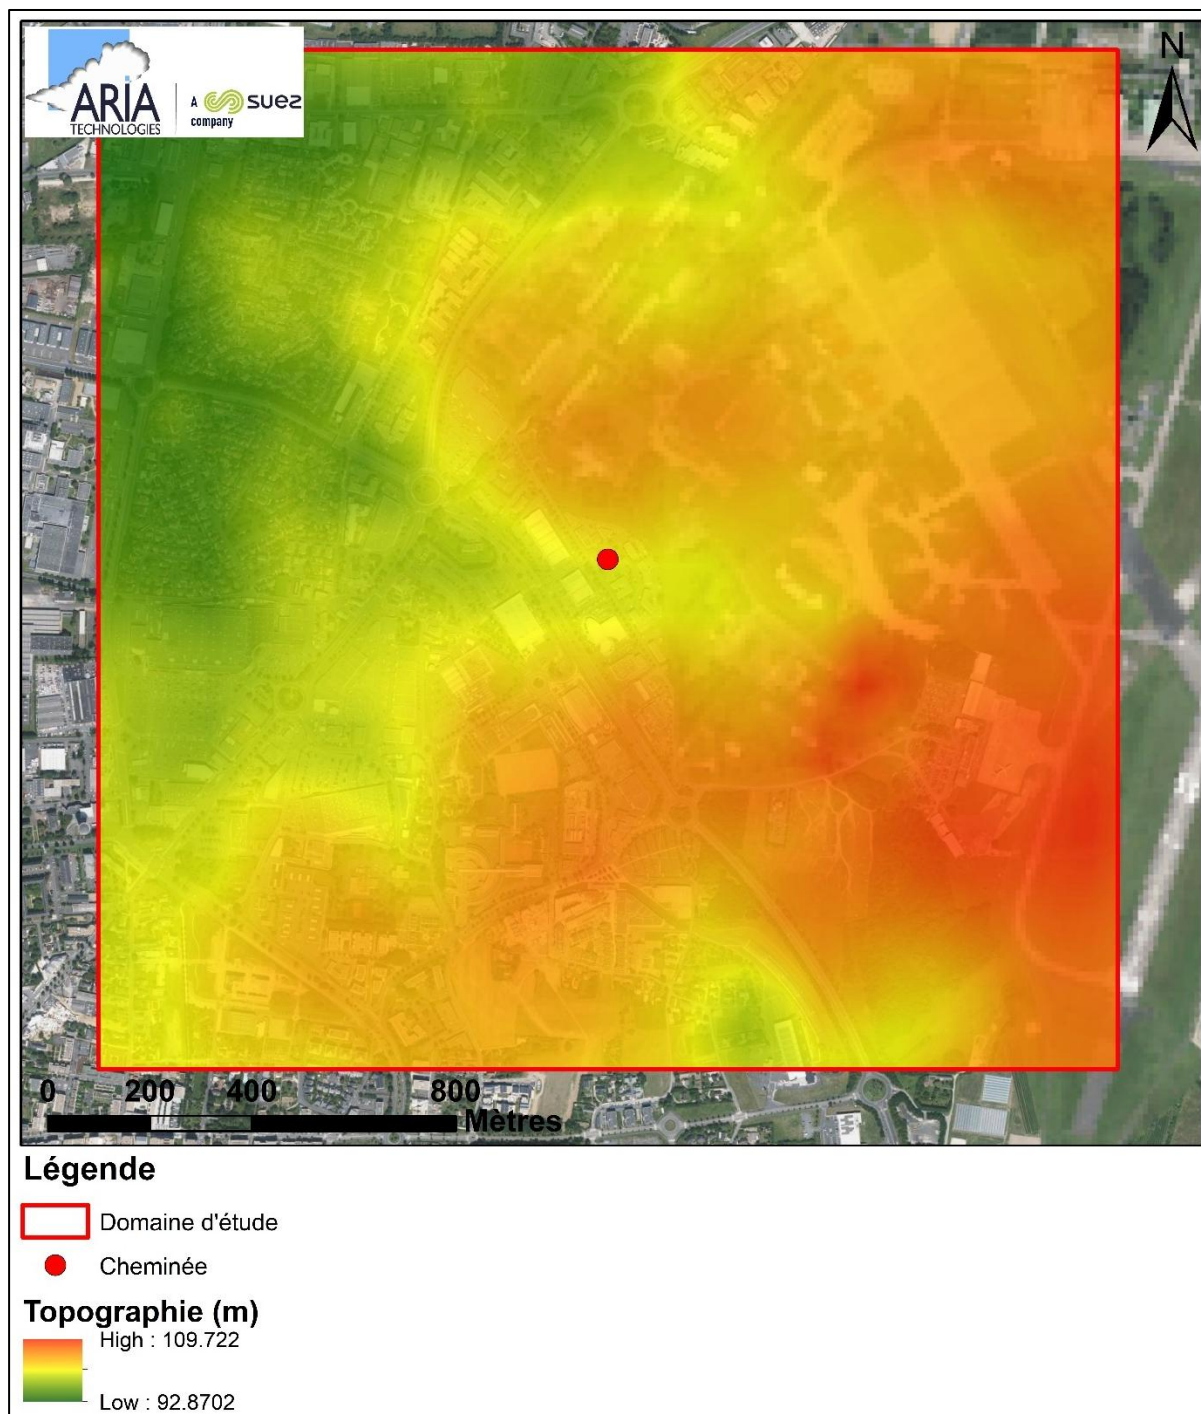 ARIA
TECHNOLOGIES
A suez
company
N
0 200 400 800
Mètres
Légende
Domaine d'étude
Cheminée
Topographie (m)
High : 109.722
Low : 92.8702